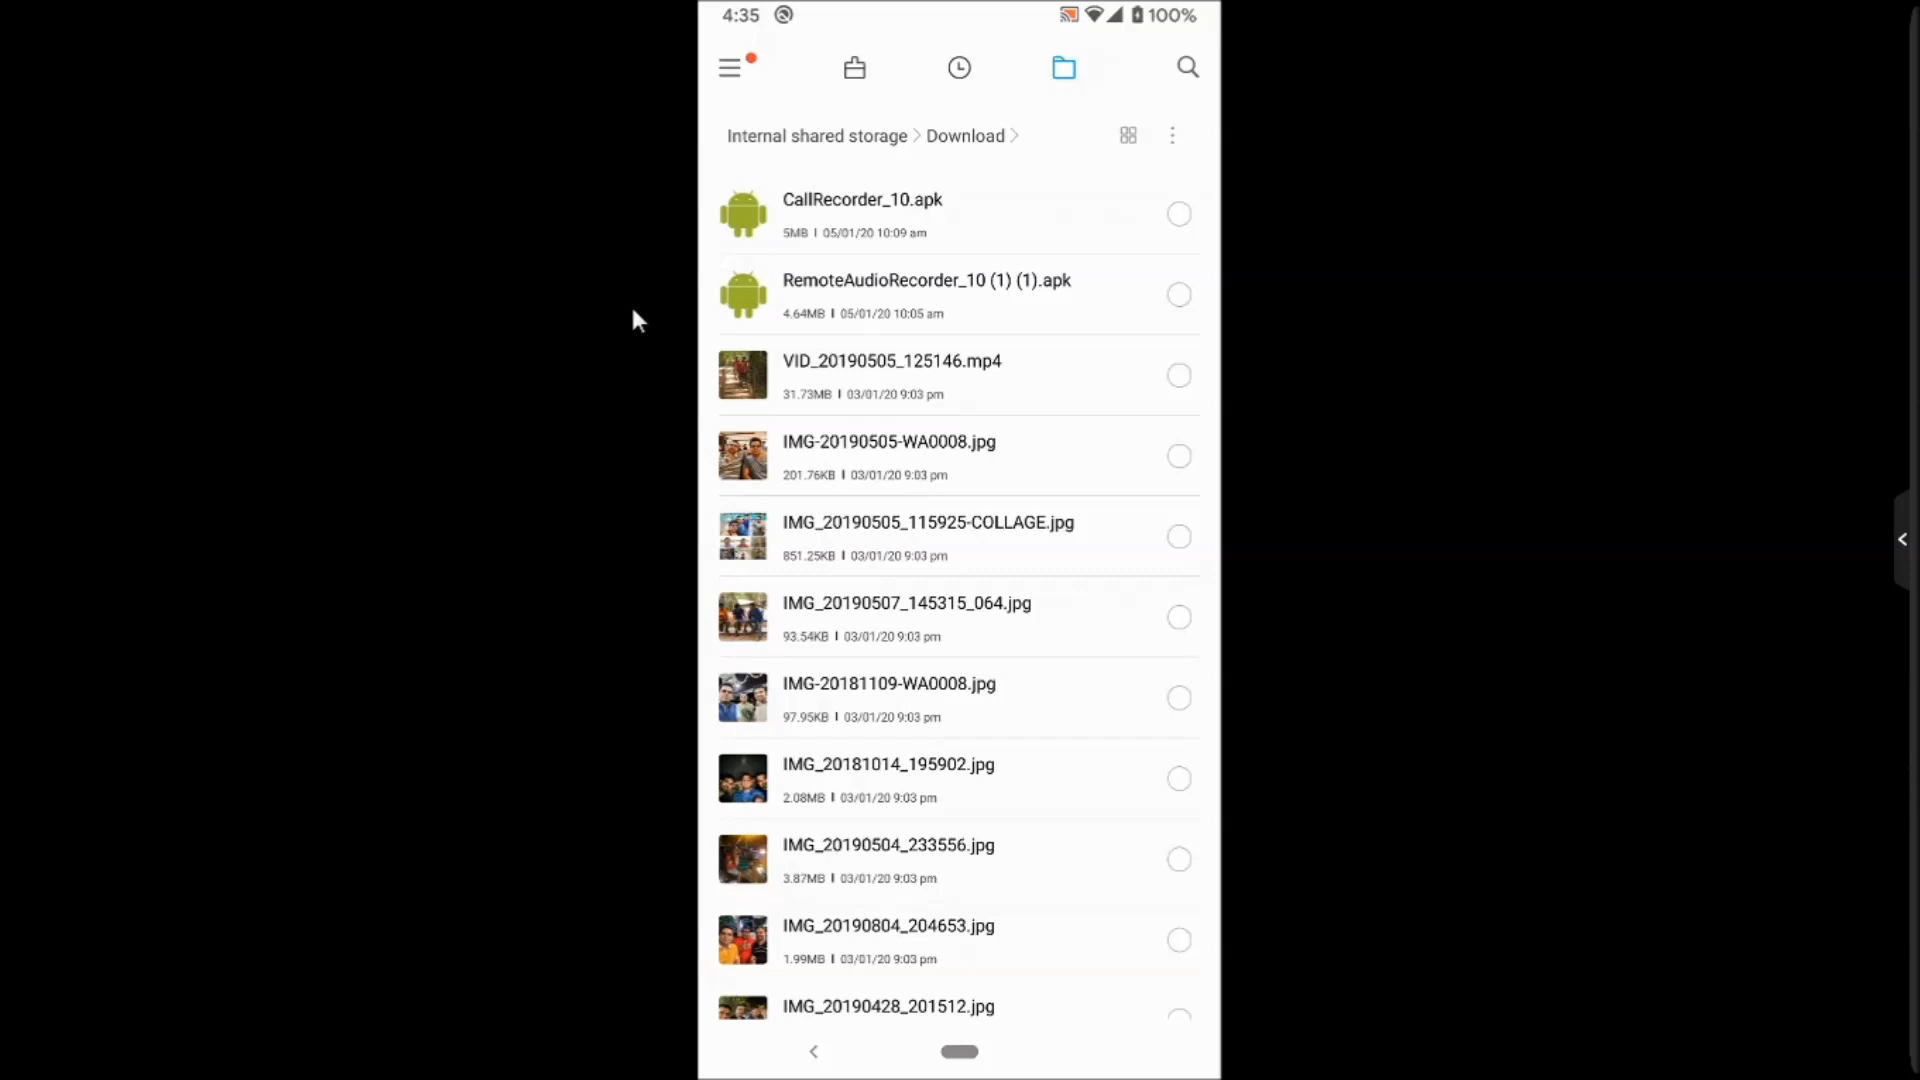 4:35
100%
Internal shared storage > Download >
CallRecorder_10.apk
5MB | 05/01/20 10:09 am
RemoteAudioRecorder_10 (1) (1).apk
4.64MB | 05/01/20 10:05 am
VID_20190505_125146.mp4
31.73MB | 03/01/20 9:03 pm
IMG-20190505-WA0008.jpg
201.76KB | 03/01/20 9:03 pm
IMG_20190505_115925-COLLAGE.jpg
851.25KB | 03/01/20 9:03 pm
IMG_20190507_145315_064.jpg
93.54KB | 03/01/20 9:03 pm
IMG-20181109-WA0008.jpg
97.95KB | 03/01/20 9:03 pm
IMG_20181014_195902.jpg
2.08MB | 03/01/20 9:03 pm
IMG_20190504_233556.jpg
3.87MB | 03/01/20 9:03 pm
IMG_20190804_204653.jpg
1.99MB | 03/01/20 9:03 pm
IMG_20190428_201512.jpg